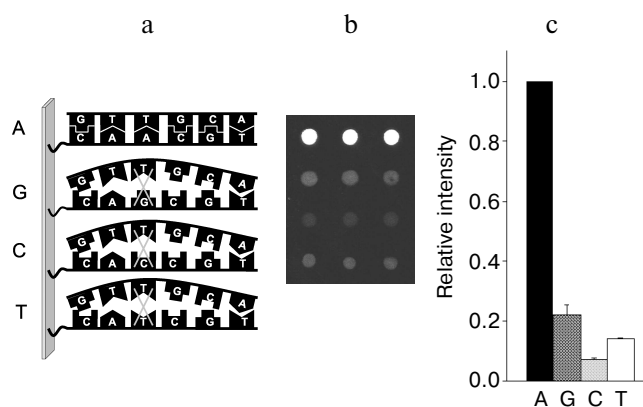 a
b
c
A
G T T G C A
C A A C G T
G
G T T G C A
C A G C G T
C
G T T G C A
C A C C G T
T
G T T G C A
C A T C G T
Relative intensity
1.0
0.8
0.6
0.4
0.2
0.0
A G C T